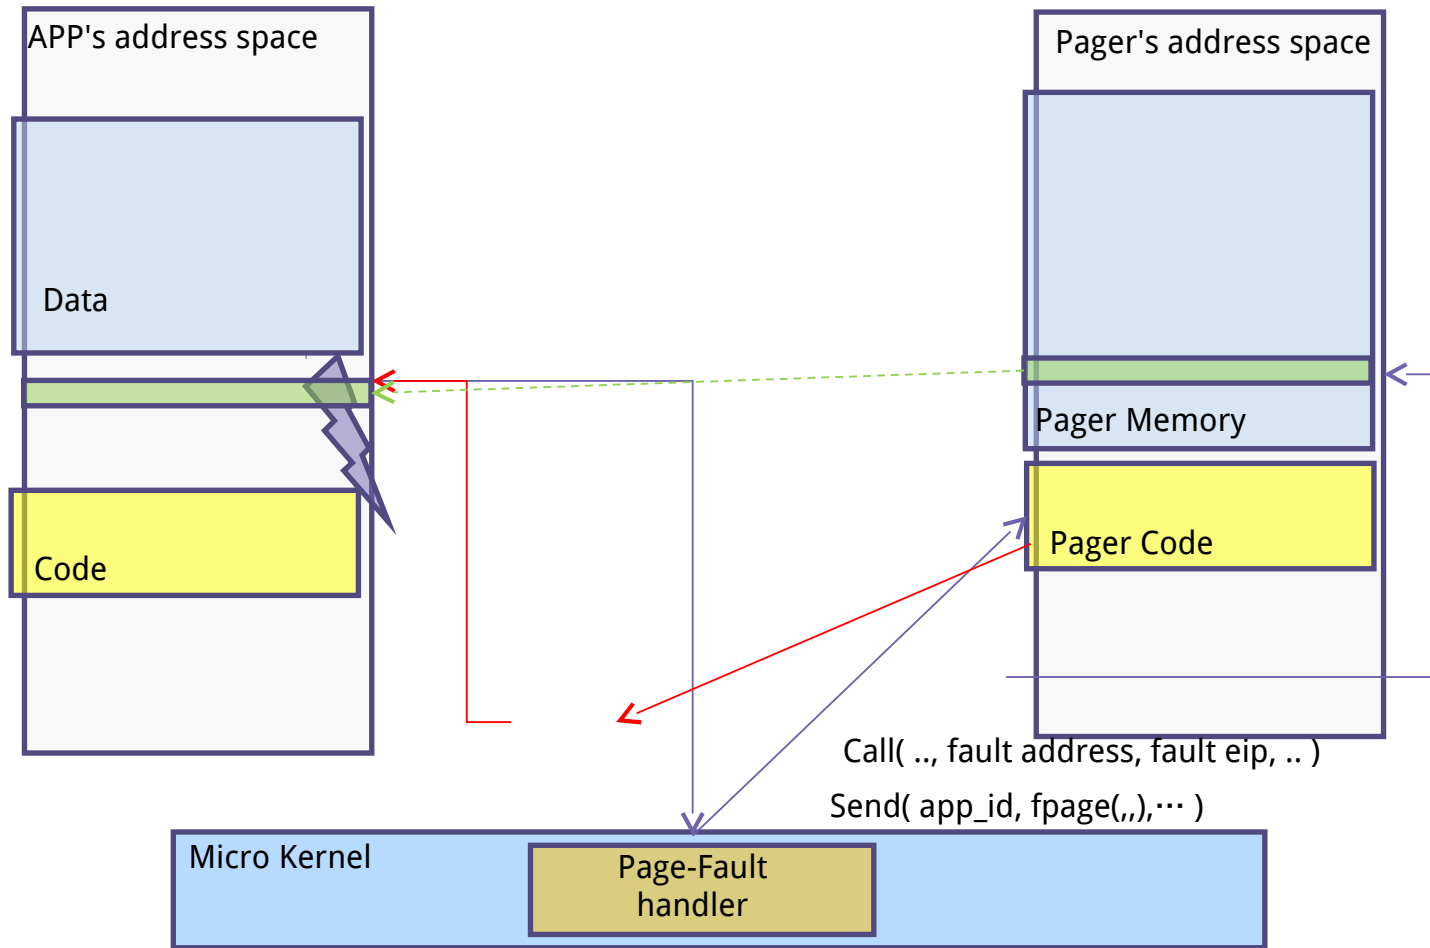 APP's address space
Pager's address space
Data
Pager Memory
Pager Code
Code
Call( .., fault address, fault eip, .. )
Send( app_id, fpage(,,),⋯ )
Micro Kernel
Page-Fault
handler